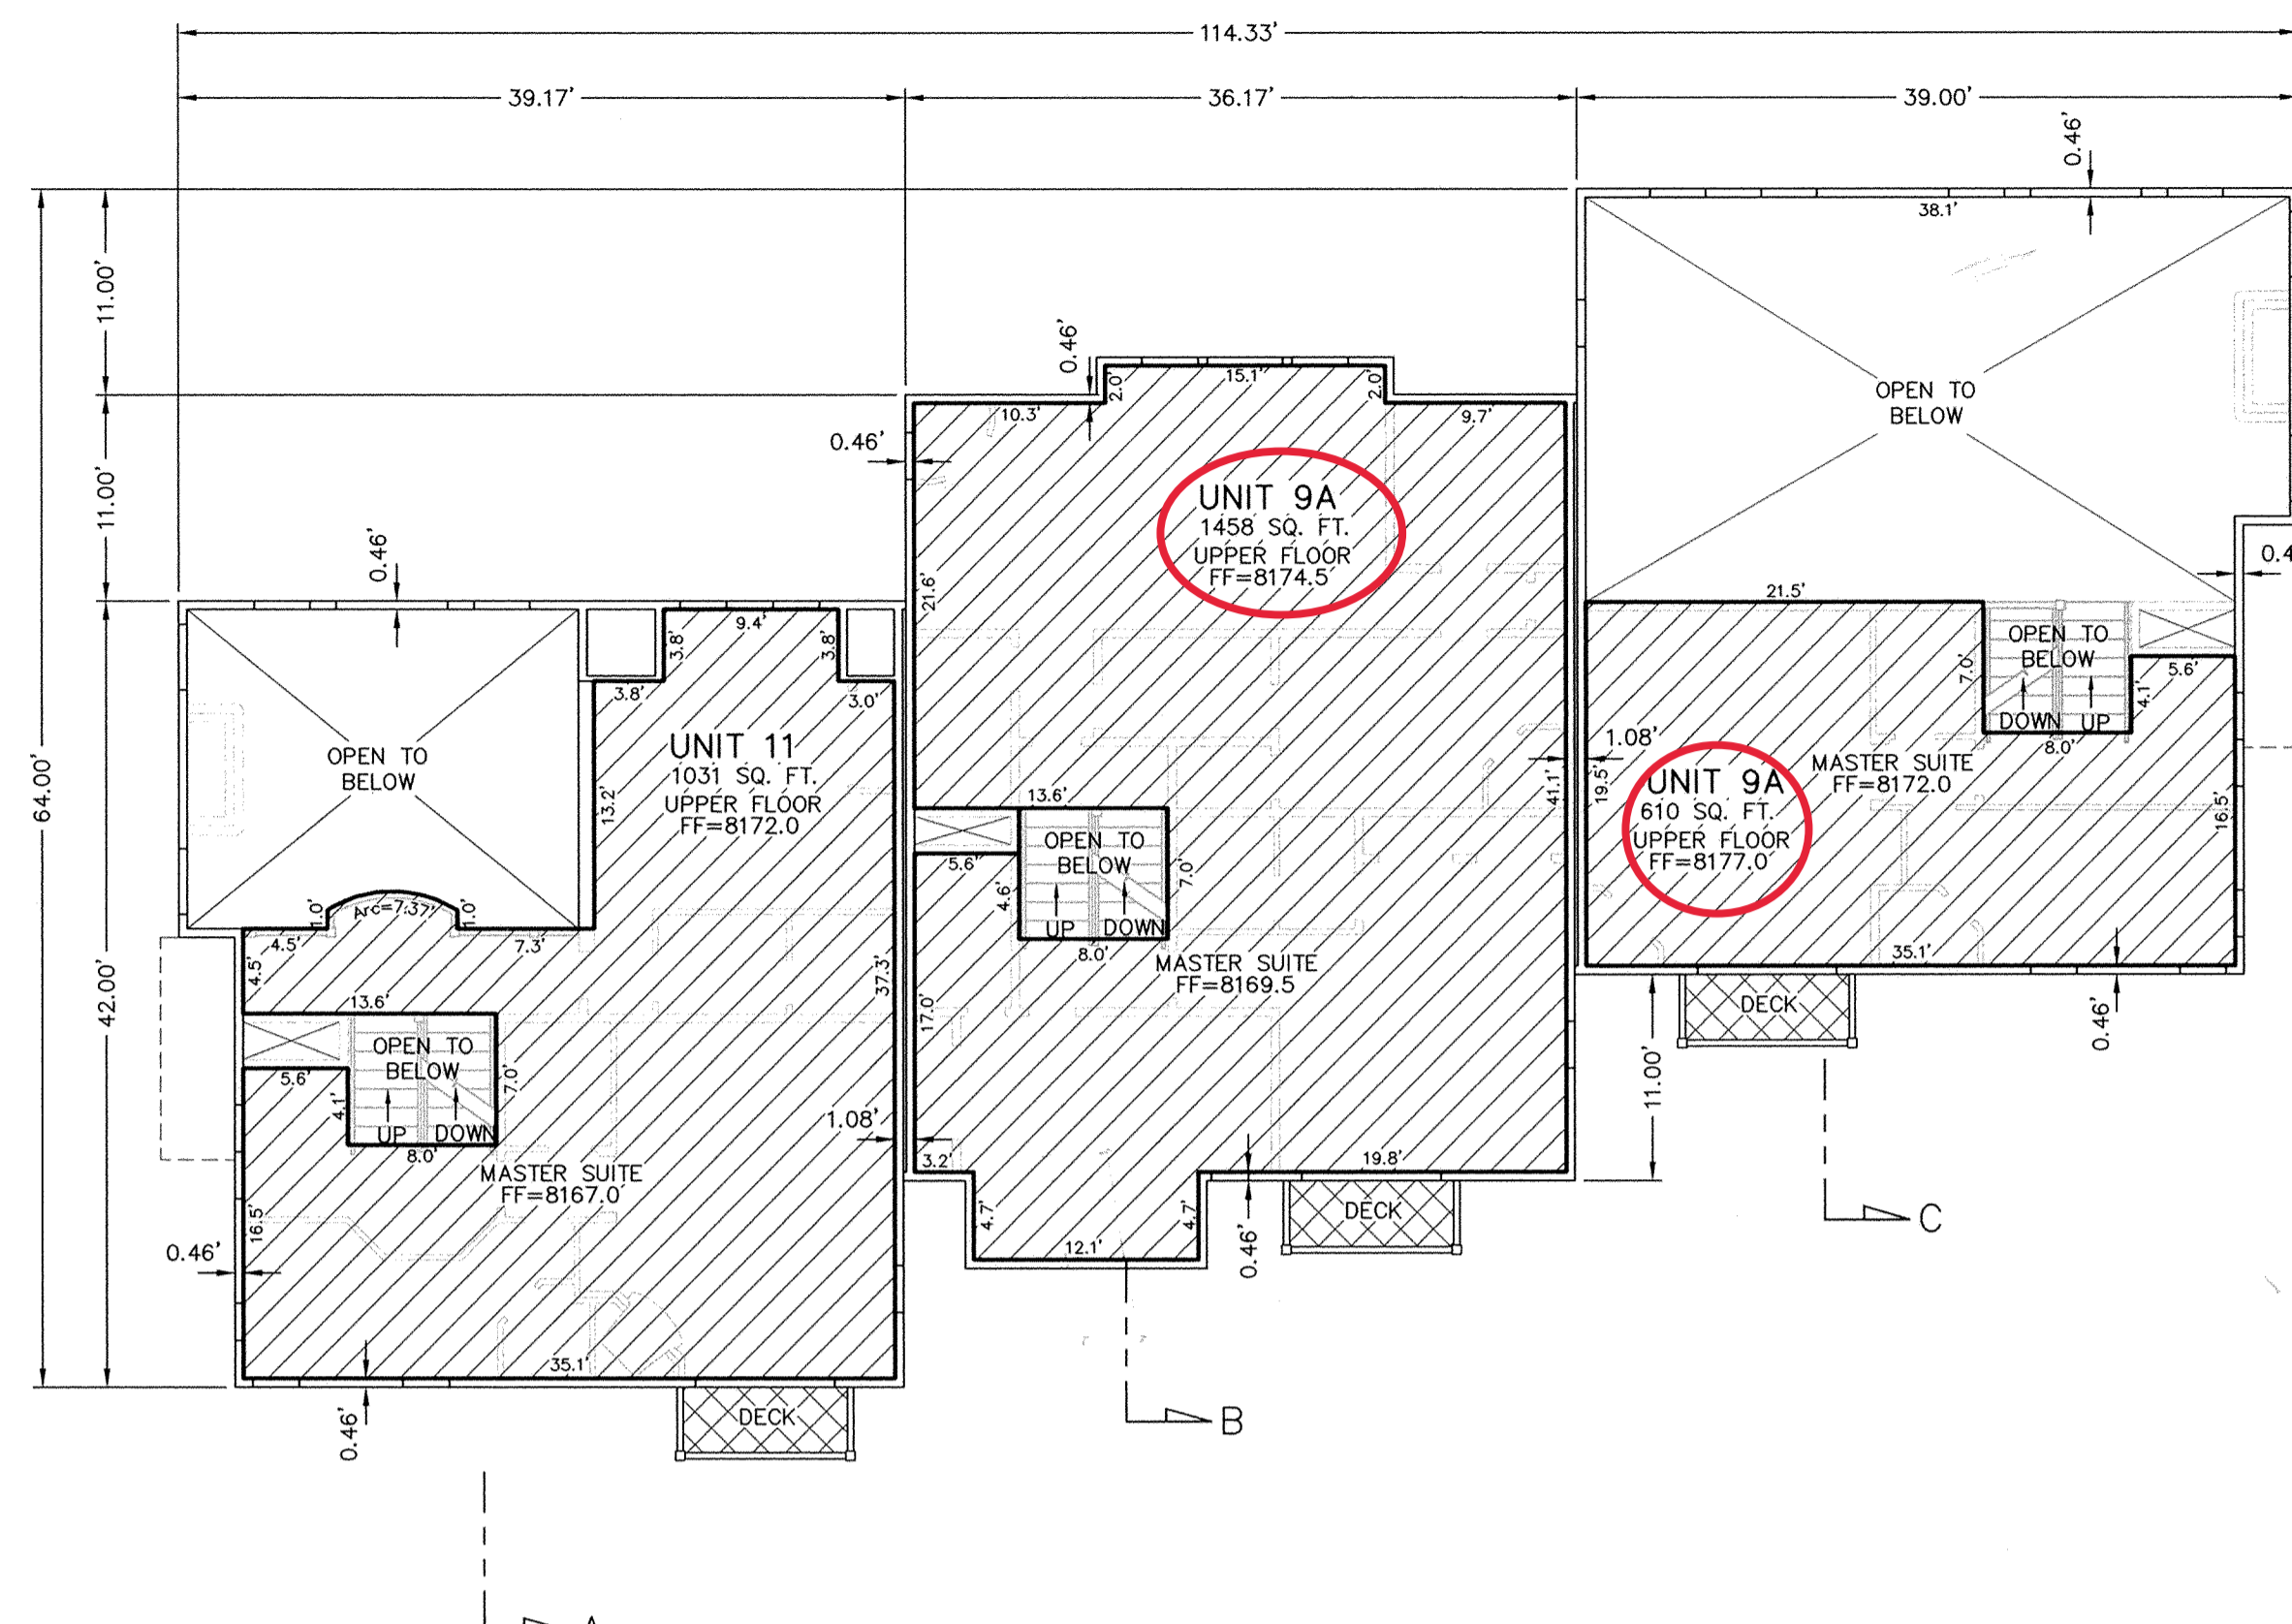 114.33'
39.17'
36.17'
39.00'
0.46'
38.1'
11.00'
0.46'
15.1'
2.0'
2.0'
10.3'
9.7'
OPEN TO
BELOW
11.00'
0.46'
UNIT 9A
1458 SQ. FT.
UPPER FLOOR
FF=8174.5'
0.46'
0.4
21.6'
21.5'
9.4'
3.8'
3.8'
3.8'
3.0'
OPEN TO
BELOW
7.0'
DOWN UP
8.0'
4.1'
5.6'
64.00'
OPEN TO
BELOW
UNIT 11
1031 SQ. FT.
UPPER FLOOR
FF=8172.0'
13.2'
13.6'
41.1'
1.08'
19.5'
MASTER SUITE
FF=8172.0
UNIT 9A
610 SQ. FT.
UPPER FLOOR
FF=8177.0'
16.5'
OPEN TO
BELOW
5.6'
4.6'
7.0'
UP DOWN
8.0'
1.0'
Arc=7.37'
1.0'
4.5'
7.3'
4.5'
37.3'
MASTER SUITE
FF=8169.5
35.1'
DECK
0.46'
42.00'
13.6'
17.0'
OPEN TO
BELOW
5.6'
4.1'
7.0'
UP DOWN
8.0'
11.00'
1.08'
3.2'
19.8'
MASTER SUITE
FF=8167.0
4.7'
4.7'
DECK
C
16.5'
0.46'
12.1'
0.46'
35.1'
0.46'
DECK
B